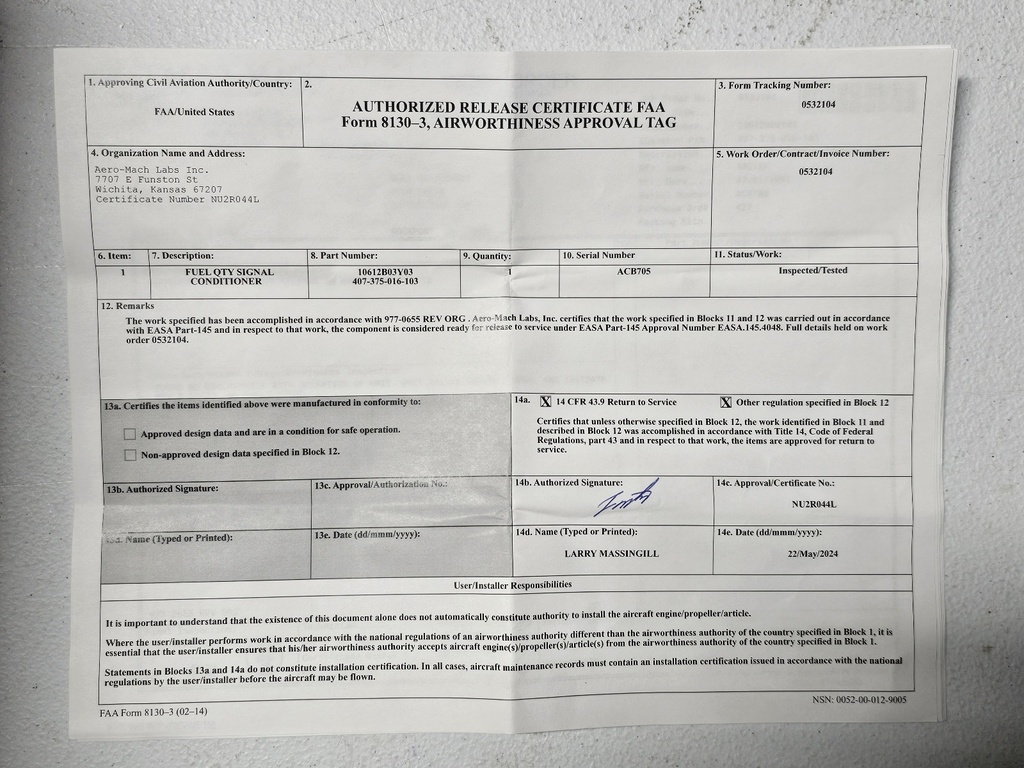 1. Approving Civil Aviation Authority/Country:
FAA/United States
2.
AUTHORIZED RELEASE CERTIFICATE FAA
Form 8130–3, AIRWORTHINESS APPROVAL TAG
3. Form Tracking Number:
0532104
4. Organization Name and Address:
Aero-Mach Labs Inc.
7707 E Funston St
Wichita, Kansas 67207
Certificate Number NU2R044L
5. Work Order/Contract/Invoice Number:
0532104
6. Item:
1
7. Description:
FUEL QTY SIGNAL
CONDITIONER
8. Part Number:
10612B03Y03
407-375-016-103
9. Quantity:
1
10. Serial Number
ACB705
11. Status/Work:
Inspected/Tested
12. Remarks
The work specified has been accomplished in accordance with 977-0655 REV ORG . Aero-Mach Labs, Inc. certifies that the work specified in Blocks 11 and 12 was carried out in accordance
with EASA Part-145 and in respect to that work, the component is considered ready for release to service under EASA Part-145 Approval Number EASA.145.4048. Full details held on work
order 0532104.
13a. Certifies the items identified above were manufactured in conformity to:
Approved design data and are in a condition for safe operation.
Non-approved design data specified in Block 12.
14a. X 14 CFR 43.9 Return to Service X Other regulation specified in Block 12
Certifies that unless otherwise specified in Block 12, the work identified in Block 11 and
described in Block 12 was accomplished in accordance with Title 14, Code of Federal
Regulations, part 43 and in respect to that work, the items are approved for return to
service.
13b. Authorized Signature:
13c. Approval/Authorization No.:
14b. Authorized Signature:
14c. Approval/Certificate No.:
NU2R044L
13d. Name (Typed or Printed):
13e. Date (dd/mmm/yyyy):
14d. Name (Typed or Printed):
LARRY MASSINGILL
14e. Date (dd/mmm/yyyy):
22/May/2024
User/Installer Responsibilities
It is important to understand that the existence of this document alone does not automatically constitute authority to install the aircraft engine/propeller/article.
Where the user/installer performs work in accordance with the national regulations of an airworthiness authority different than the airworthiness authority of the country specified in Block 1, it is
essential that the user/installer ensures that his/her airworthiness authority accepts aircraft engine(s)/propeller(s)/article(s) from the airworthiness authority of the country specified in Block 1.
Statements in Blocks 13a and 14a do not constitute installation certification. In all cases, aircraft maintenance records must contain an installation certification issued in accordance with the national
regulations by the user/installer before the aircraft may be flown.
FAA Form 8130–3 (02–14)
NSN: 0052-00-012-9005